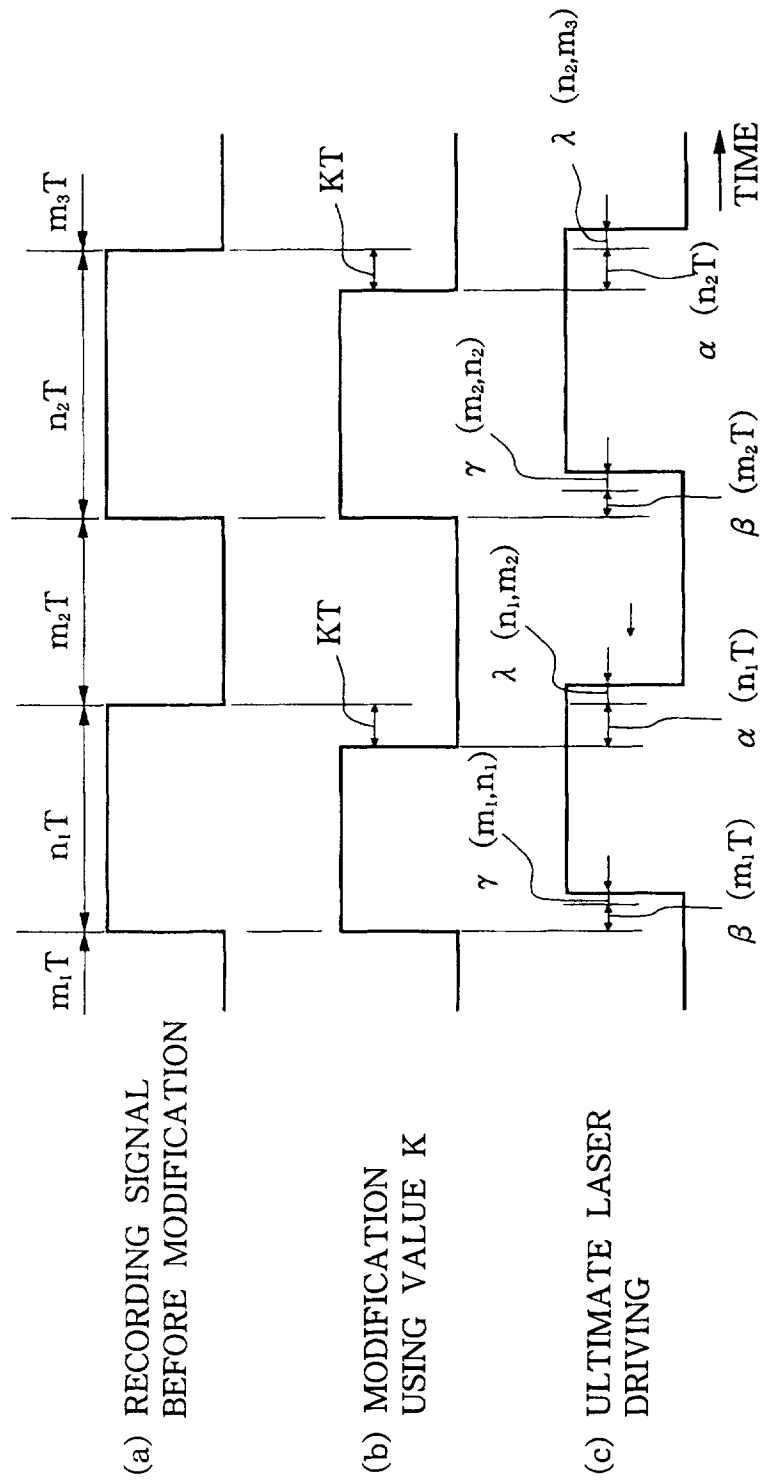 (a) RECORDING SIGNAL
BEFORE MODIFICATION
m₁T
n₁T
m₂T
n₂T
m₃T
(b) MODIFICATION
USING VALUE K
KT
KT
(c) ULTIMATE LASER
DRIVING
γ (m₁,n₁)
λ (n₁,m₂)
γ (m₂,n₂)
λ (n₂,m₃)
β (m₁T)
α (n₁T)
β (m₂T)
α (n₂T)
TIME